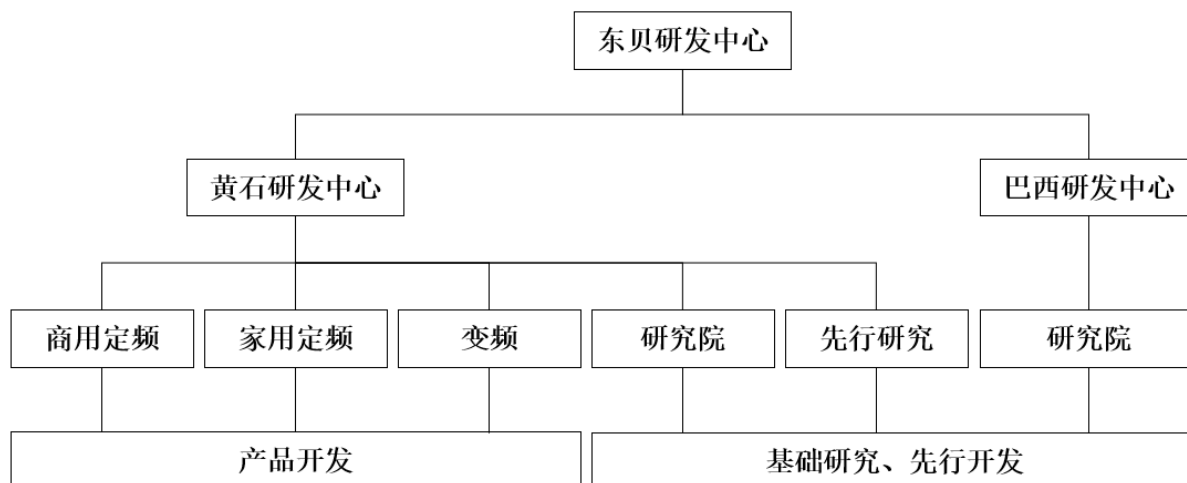 东贝研发中心
黄石研发中心
巴西研发中心
商用定频
家用定频
变频
研究院
先行研究
研究院
产品开发
基础研究、先行开发